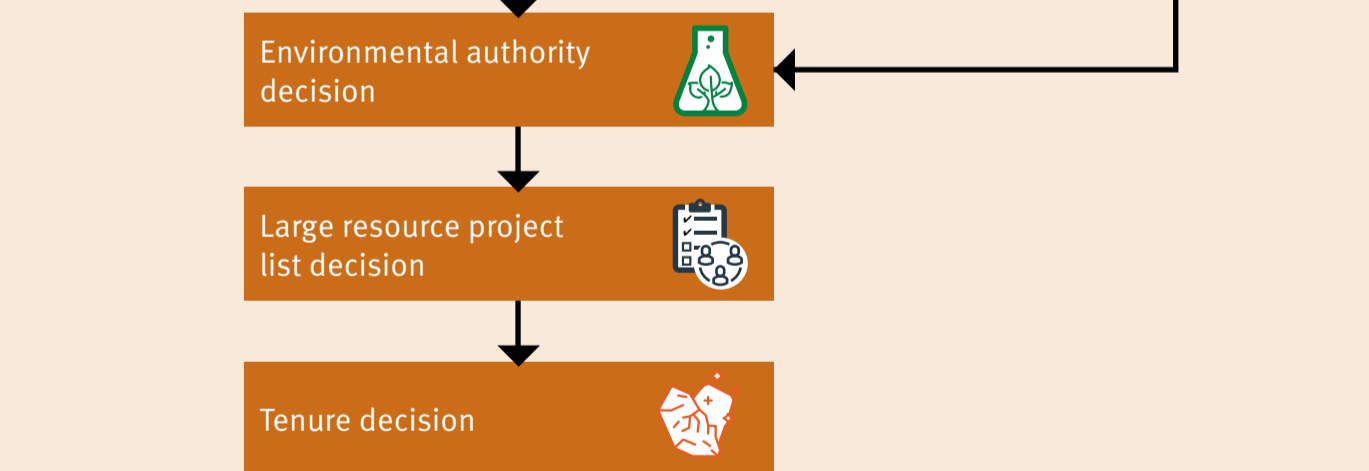 Environmental authority
decision
Large resource project
list decision
Tenure decision